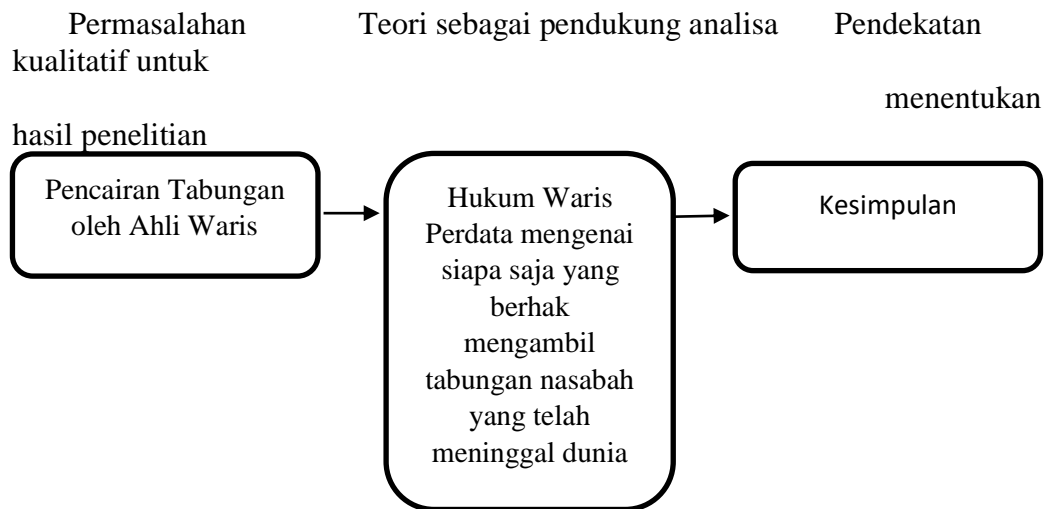 Permasalahan Teori sebagai pendukung analisa Pendekatan
kualitatif untuk
menentukan
hasil penelitian
Pencairan Tabungan
oleh Ahli Waris
Hukum Waris
Perdata mengenai
siapa saja yang
berhak
mengambil
tabungan nasabah
yang telah
meninggal dunia
Kesimpulan